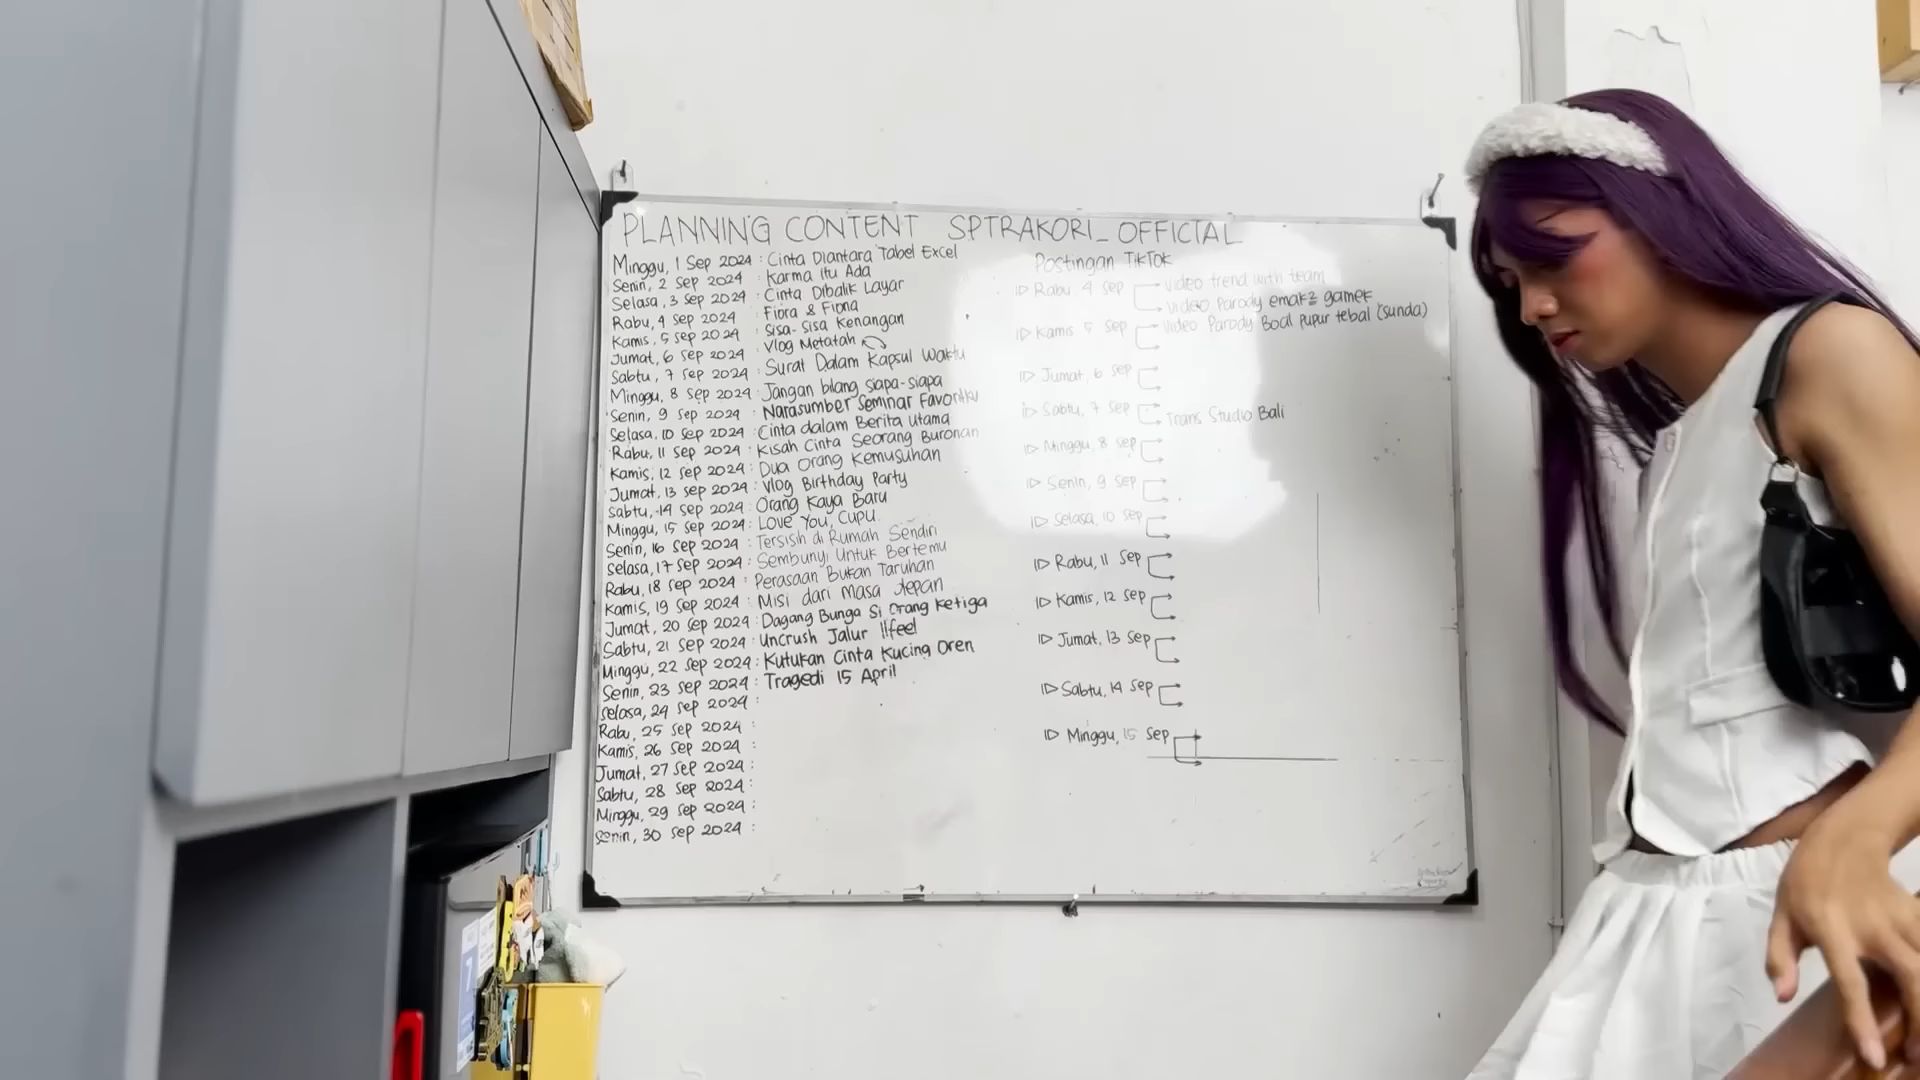 PLANNING CONTENT SPTRAKORI_OFFICIAL
Minggu, 1 Sep 2024 : Cinta Diantara Tabel Excel
Senin, 2 Sep 2024 : Karma Itu Ada
Selasa, 3 Sep 2024 : Cinta Dibalik Layar
Rabu, 4 Sep 2024 : Fiora & Fiona
Kamis, 5 Sep 2024 : Sisa-Sisa Kenangan
Jumat, 6 Sep 2024 : Vlog Metatah
Sabtu, 7 Sep 2024 : Surat Dalam Kapsul Waktu
Minggu, 8 Sep 2024 : Jangan bilang siapa-siapa
Senin, 9 Sep 2024 : Narasumber Seminar Favoritku
Selasa, 10 Sep 2024 : Cinta dalam Berita Utama
Rabu, 11 Sep 2024 : Kisah Cinta Seorang Buronan
Kamis, 12 Sep 2024 : Dua Orang Kemusuhan
Jumat, 13 Sep 2024 : Vlog Birthday Party
Sabtu, 14 Sep 2024 : Orang Kaya Baru
Minggu, 15 Sep 2024 : Love You, Cupu.
Senin, 16 Sep 2024 : Tersisih di Rumah Sendiri
Selasa, 17 Sep 2024 : Sembunyi Untuk Bertemu
Rabu, 18 Sep 2024 : Perasaan Bukan Taruhan
Kamis, 19 Sep 2024 : Misi dari Masa depan
Jumat, 20 Sep 2024 : Dagang Bunga Si Orang Ketiga
Sabtu, 21 Sep 2024 : Uncrush Jalur Ilfeel
Minggu, 22 Sep 2024 : Kutukan Cinta Kucing Oren
Senin, 23 Sep 2024 : Tragedi 15 April
Selasa, 24 Sep 2024 :
Rabu, 25 Sep 2024 :
Kamis, 26 Sep 2024 :
Jumat, 27 Sep 2024 :
Sabtu, 28 Sep 2024 :
Minggu, 29 Sep 2024 :
Senin, 30 Sep 2024 :
Postingan TikTok
Rabu, 4 Sep Video trend with team
Video Parody emakz gamek
Kamis 5 Sep Video Parody Bocil pupur tebal (sunda)
Jumat, 6 Sep
Sabtu, 7 Sep Trans Studio Bali
Minggu, 8 Sep
Senin, 9 Sep
Selasa, 10 Sep
Rabu, 11 Sep
Kamis, 12 Sep
Jumat, 13 Sep
Sabtu, 14 Sep
Minggu, 15 Sep
7